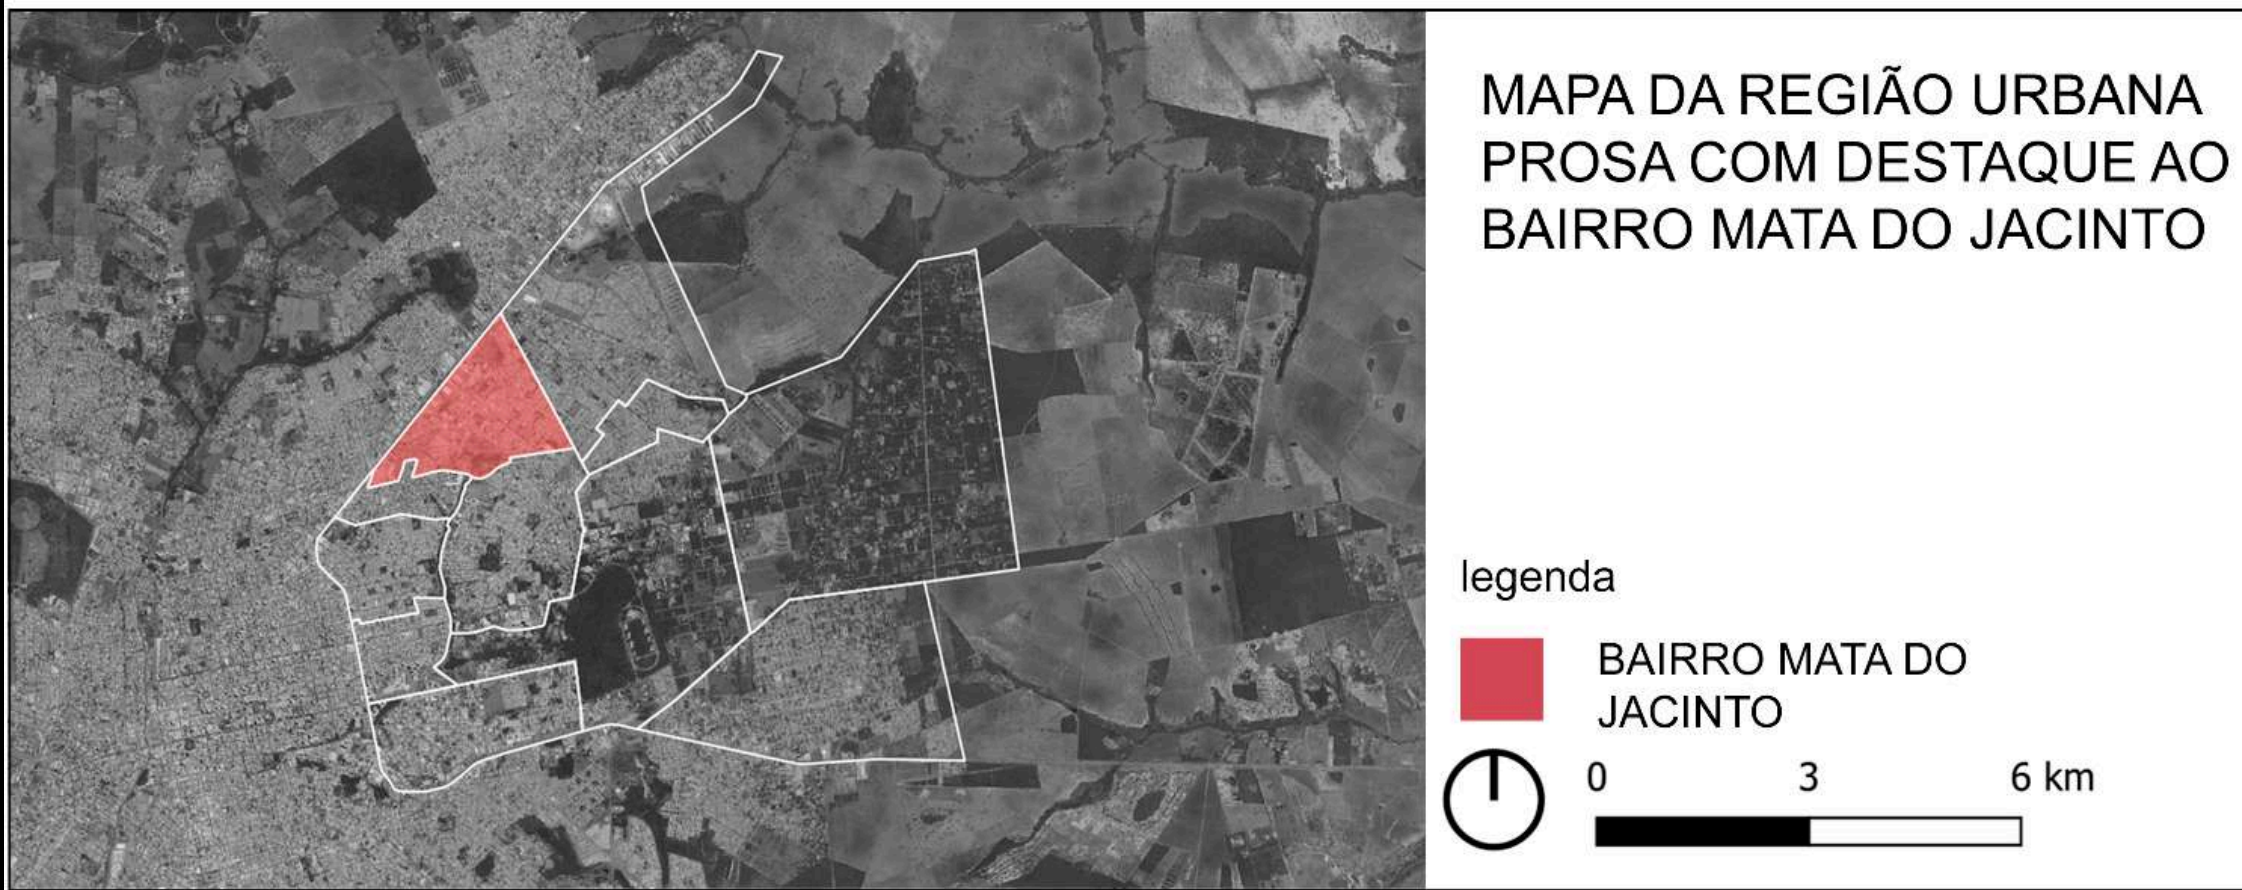 MAPA DA REGIÃO URBANA
PROSA COM DESTAQUE AO
BAIRRO MATA DO JACINTO
legenda
BAIRRO MATA DO
JACINTO
0 3 6 km